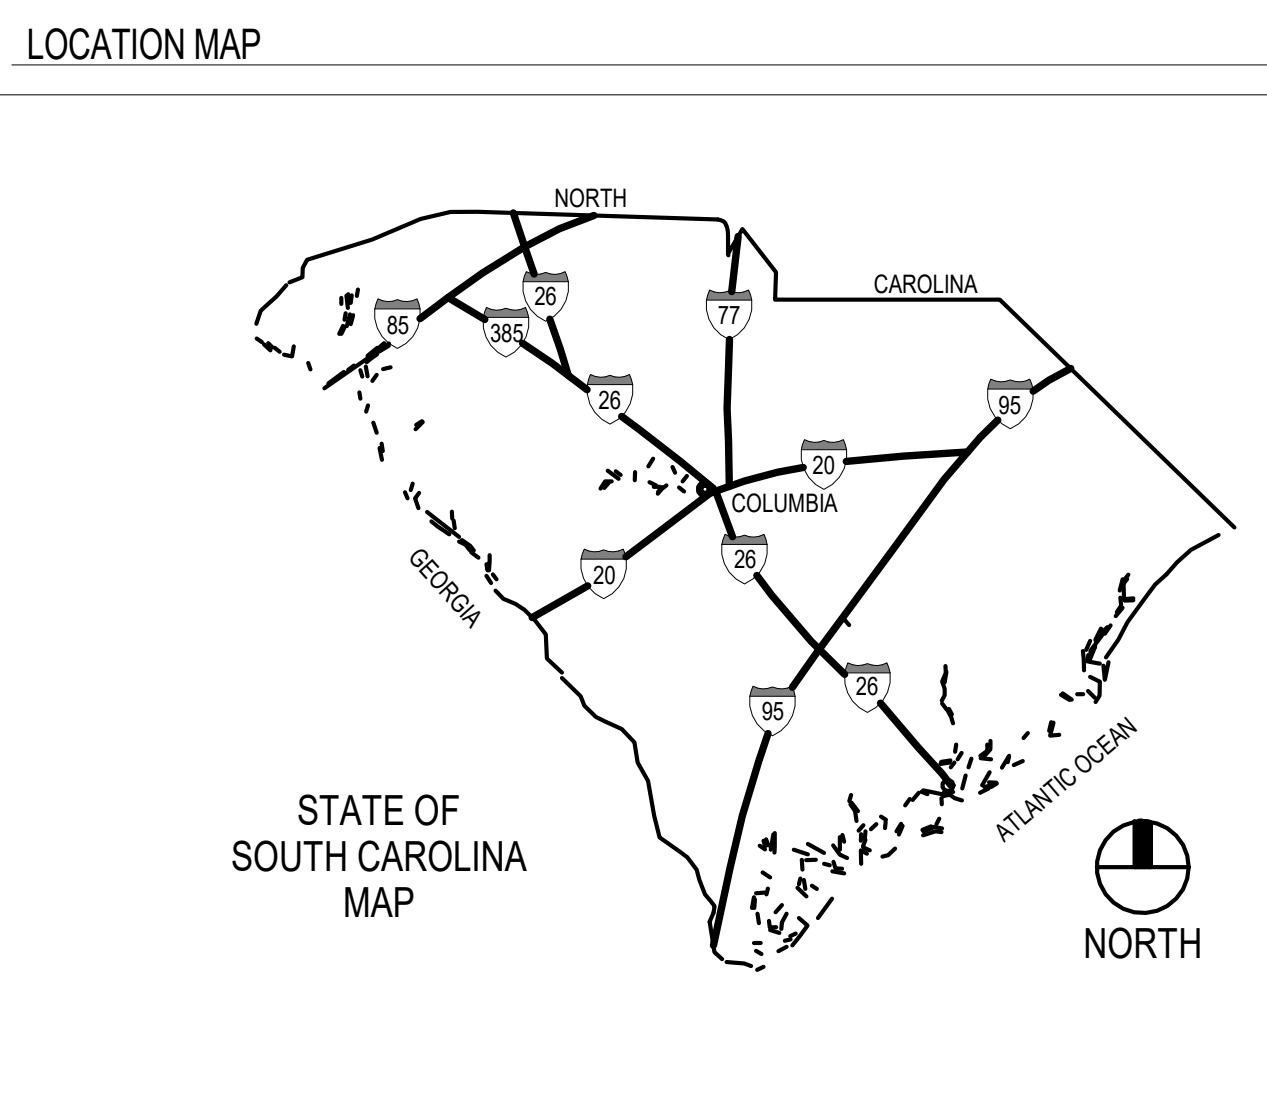 LOCATION MAP
NORTH
CAROLINA
26
77
85
385
26
95
20
COLUMBIA
26
20
GEORGIA
26
95
ATLANTIC OCEAN
STATE OF
SOUTH CAROLINA
MAP
NORTH